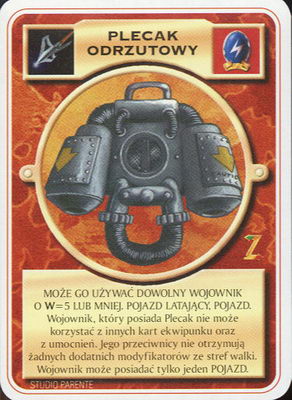 PLECAK
ODRZUTOWY
Z
MOŻE GO UŻYWAĆ DOWOLNY WOJOWNIK
O W=5 LUB MNIEJ. POJAZD LATAJĄCY, POJAZD.
Wojownik, który posiada Plecak nie może
korzystać z innych kart ekwipunku oraz
z umocnień. Jego przeciwnicy nie otrzymują
żadnych dodatnich modyfikatorów ze stref walki.
Wojownik może posiadać tylko jeden POJAZD.
STUDIO PARENTE